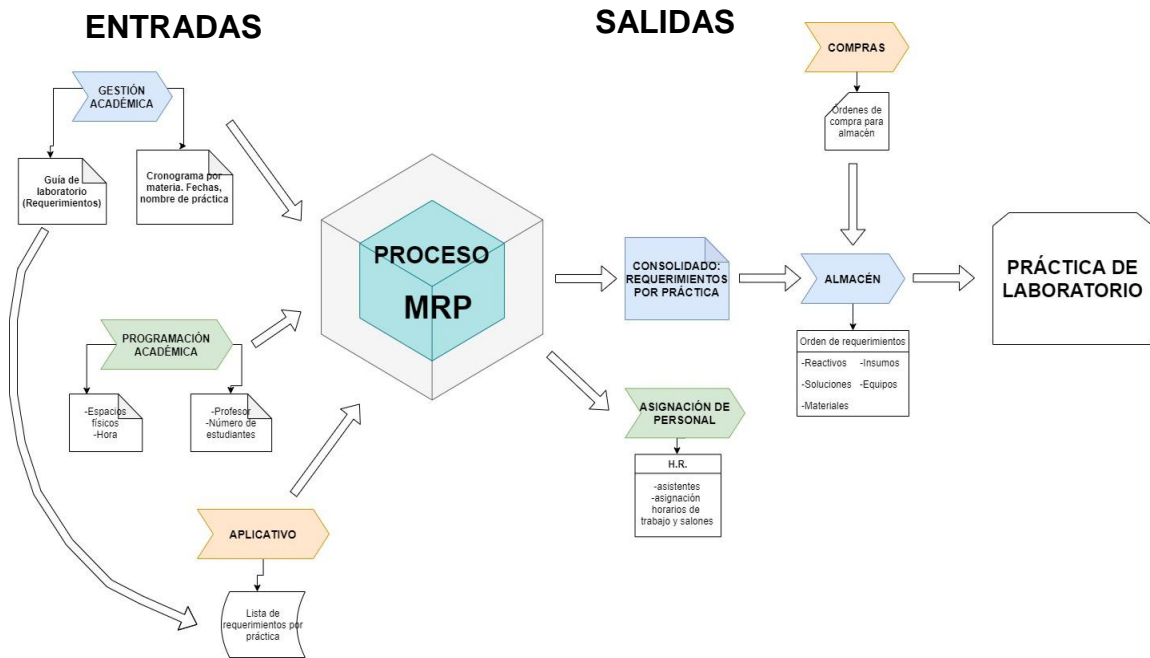 ENTRADAS
SALIDAS
GESTIÓN
ACADÉMICA
Guía de
laboratorio
(Requerimientos)
Cronograma por
materia. Fechas,
nombre de práctica
PROGRAMACIÓN
ACADÉMICA
-Espacios
físicos
-Hora
-Profesor
-Número de
estudiantes
APLICATIVO
Lista de
requerimientos por
práctica
PROCESO
MRP
CONSOLIDADO:
REQUERIMIENTOS
POR PRÁCTICA
ASIGNACIÓN DE
PERSONAL
H.R.
-asistentes
-asignación
horarios de
trabajo y salones
COMPRAS
Órdenes de
compra para
almacén
ALMACÉN
Orden de requerimientos
-Reactivos -Insumos
-Soluciones -Equipos
-Materiales
PRÁCTICA DE
LABORATORIO